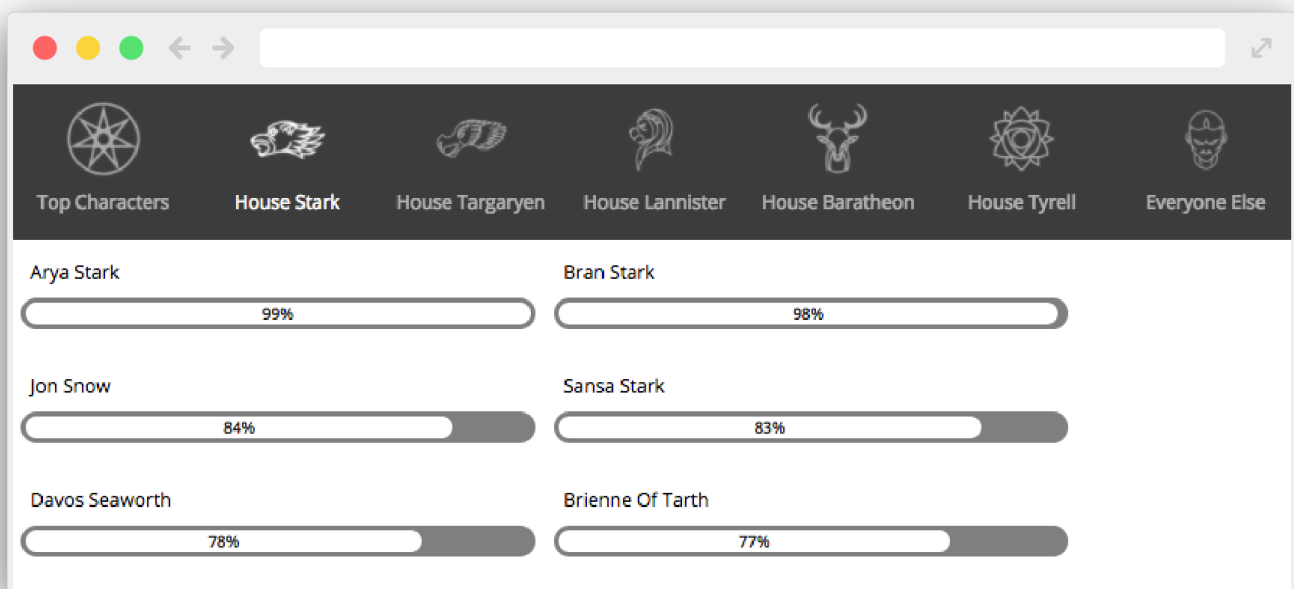 Top Characters House Stark House Targaryen House Lannister House Baratheon House Tyrell Everyone Else
Arya Stark Bran Stark
99% 98%
Jon Snow Sansa Stark
84% 83%
Davos Seaworth Brienne Of Tarth
78% 77%